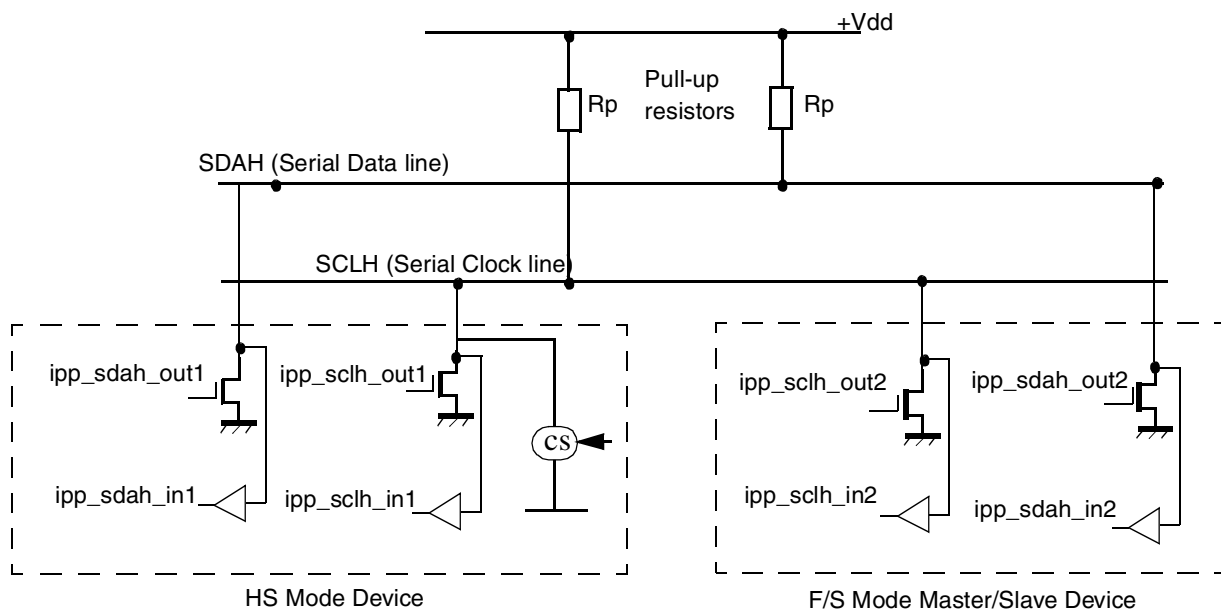 +Vdd
Pull-up
resistors
Rp
Rp
SDAH (Serial Data line)
SCLH (Serial Clock line)
ipp_sdah_out1
ipp_sclh_out1
ipp_sclh_out2
ipp_sdah_out2
cs
ipp_sdah_in1
ipp_sclh_in1
ipp_sclh_in2
ipp_sdah_in2
HS Mode Device
F/S Mode Master/Slave Device